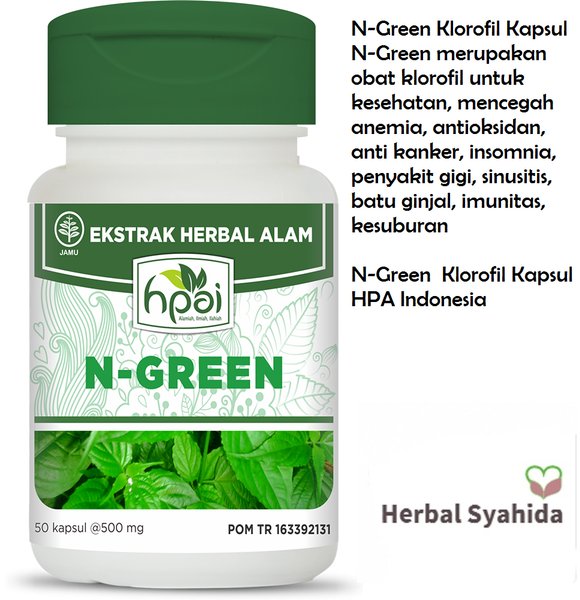 N-Green Klorofil Kapsul
N-Green merupakan
obat klorofil untuk
kesehatan, mencegah
anemia, antioksidan,
anti kanker, insomnia,
penyakit gigi, sinusitis,
batu ginjal, imunitas,
kesuburan
N-Green Klorofil Kapsul
HPA Indonesia
JAMU
EKSTRAK HERBAL ALAM
hpai
Alamiah, Ilmiah, Ilahiah
N-GREEN
50 kapsul @500 mg
POM TR 163392131
Herbal Syahida